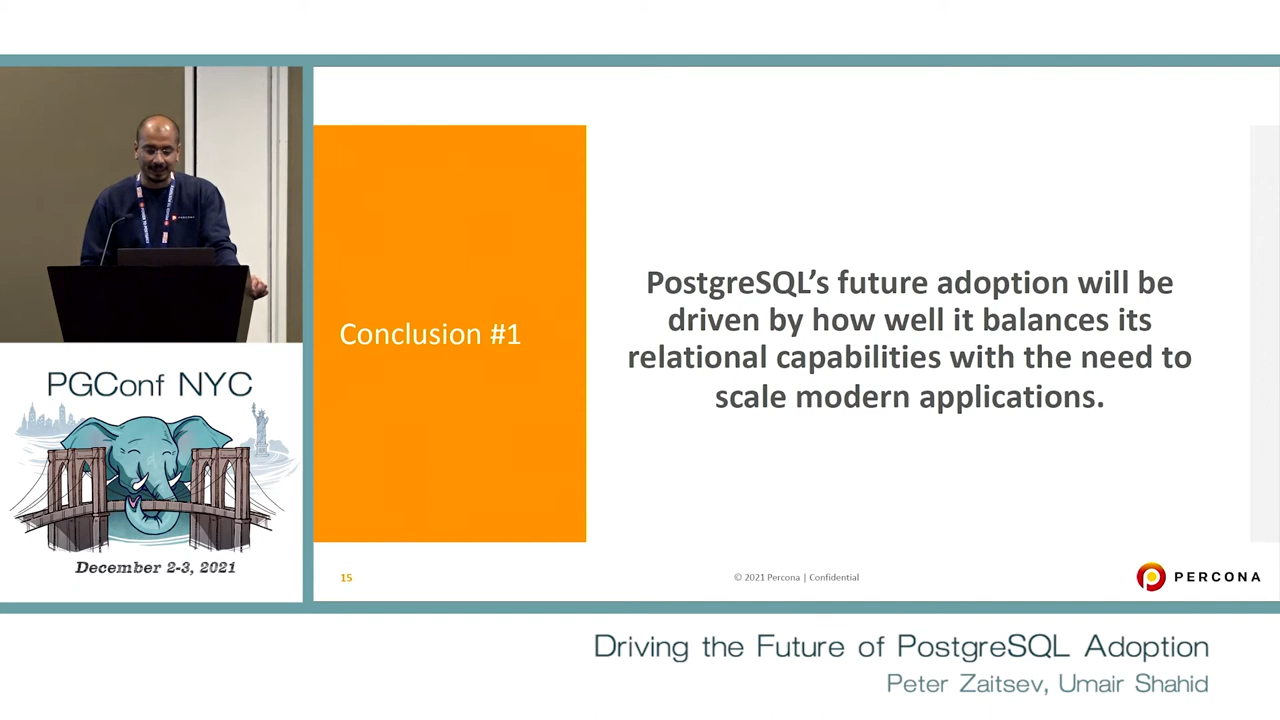 PERCONA
PGConf NYC
December 2-3, 2021
Conclusion #1
PostgreSQL’s future adoption will be
driven by how well it balances its
relational capabilities with the need to
scale modern applications.
15
© 2021 Percona | Confidential
PERCONA
Driving the Future of PostgreSQL Adoption
Peter Zaitsev, Umair Shahid